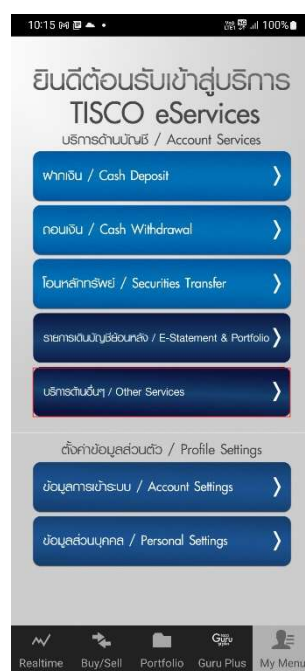 10:15
100%
ยินดีต้อนรับเข้าสู่บริการ
TISCO eServices
บริการด้านบัญชี / Account Services
ฝากเงิน / Cash Deposit
ถอนเงิน / Cash Withdrawal
โอนหลักทรัพย์ / Securities Transfer
รายการเดินบัญชีย้อนหลัง / E-Statement & Portfolio
บริการด้านอื่นๆ / Other Services
ตั้งค่าข้อมูลส่วนตัว / Profile Settings
ข้อมูลการเข้าระบบ / Account Settings
ข้อมูลส่วนบุคคล / Personal Settings
Guru
Realtime Buy/Sell Portfolio Guru Plus My Menu